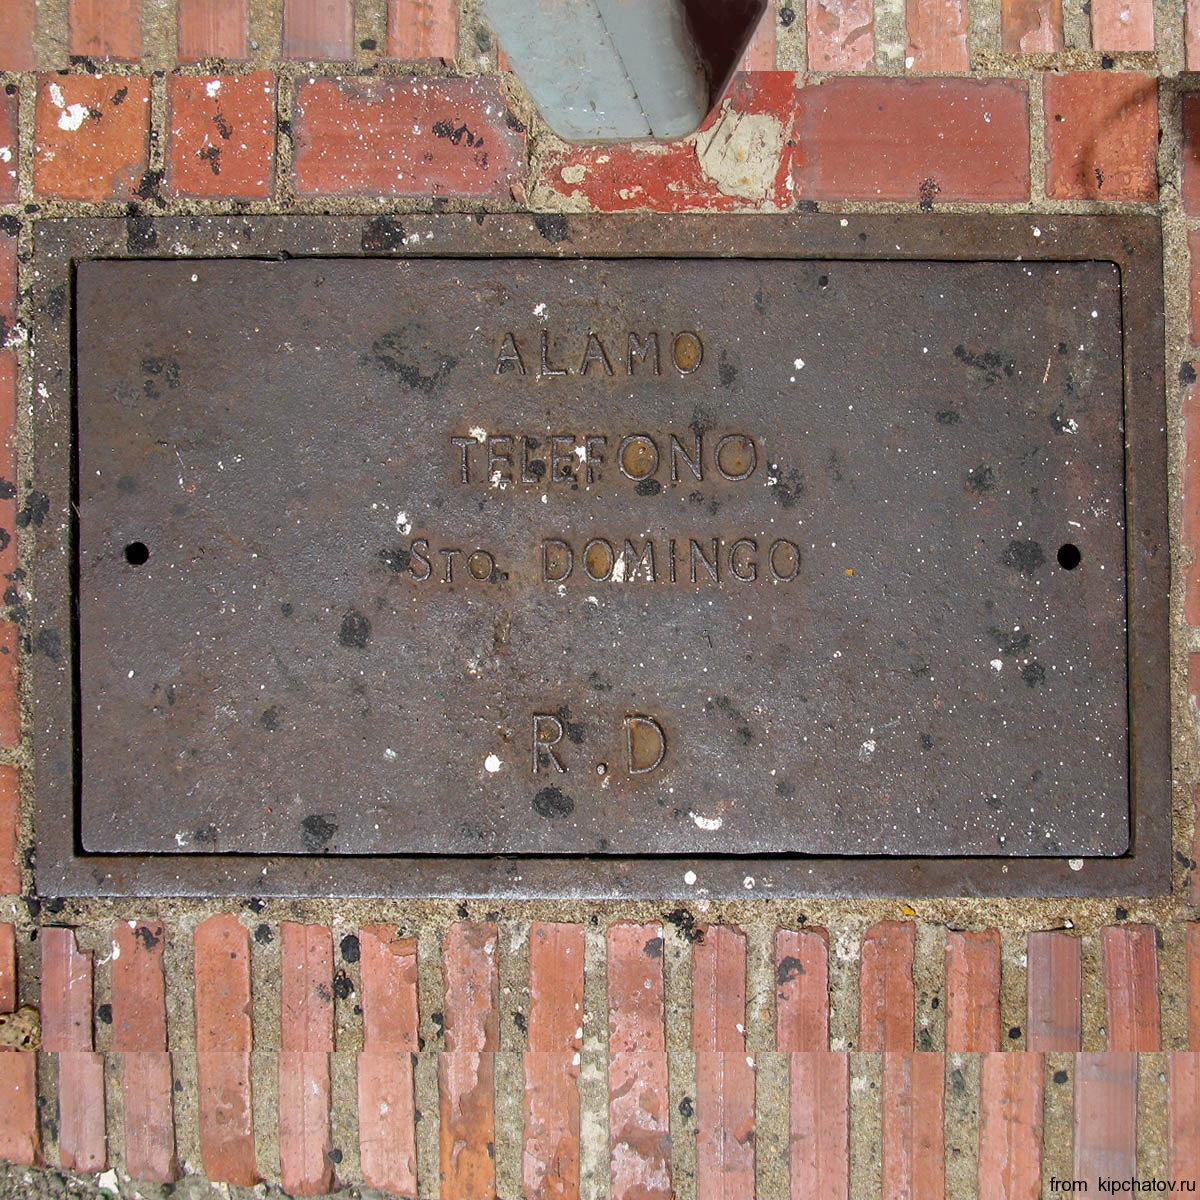 ALAMO
TELEFONO
STO. DOMINGO
R.D
from kipchatov.ru